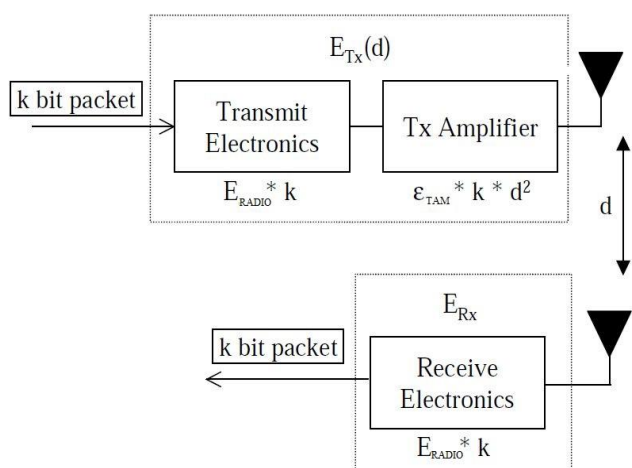 E_Tx(d)
k bit packet
Transmit
Electronics
Tx Amplifier
E_RADIO * k
ε_TAM * k * d²
d
E_Rx
k bit packet
Receive
Electronics
E_RADIO * k